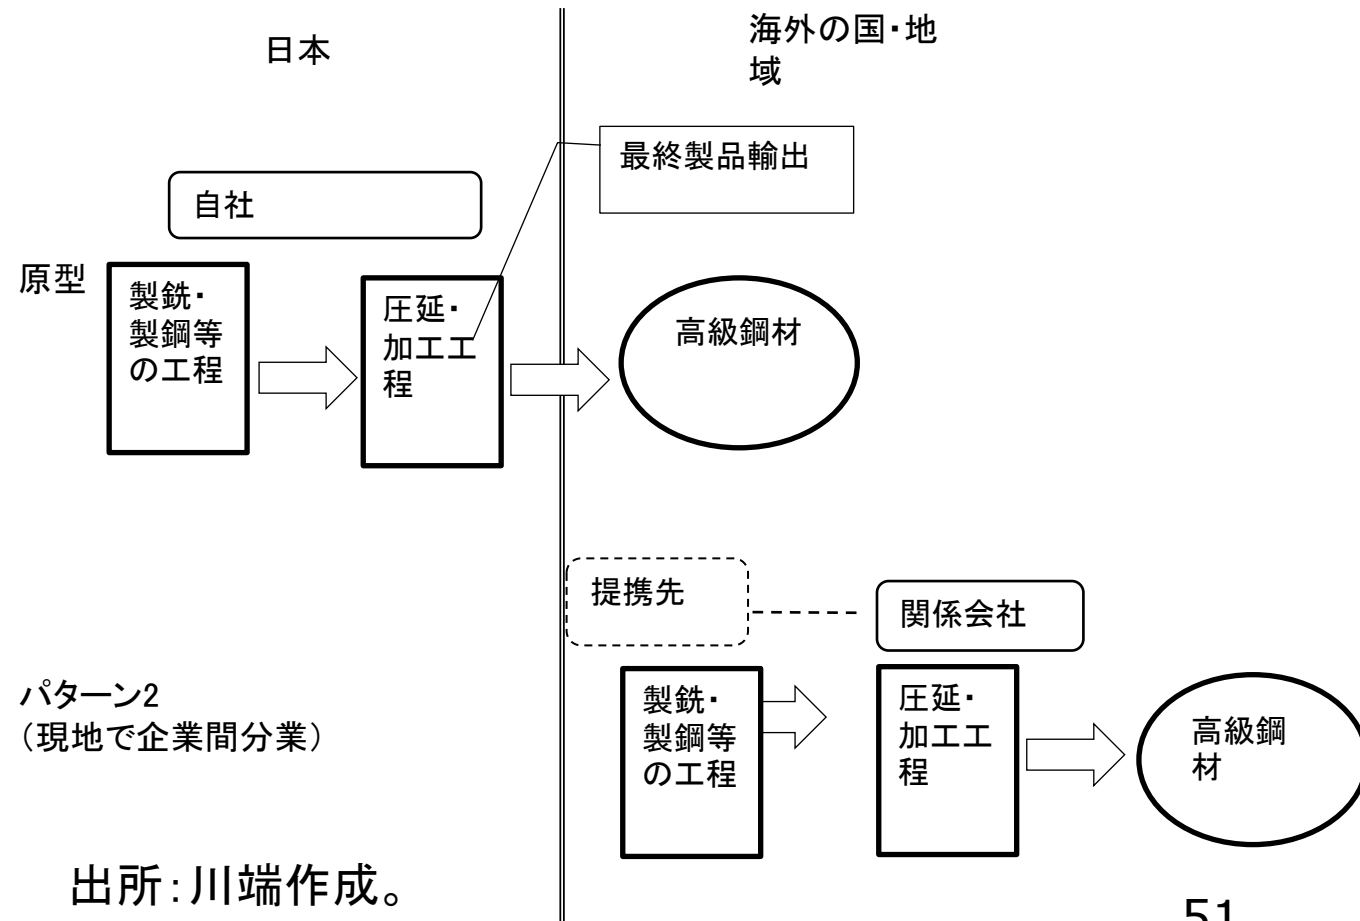 日本
海外の国・地
域
最終製品輸出
自社
原型
製銑・
製鋼等
の工程
圧延・
加工工
程
高級鋼材
提携先
関係会社
パターン2
（現地で企業間分業）
製銑・
製鋼等
の工程
圧延・
加工工
程
高級鋼
材
出所：川端作成。
51